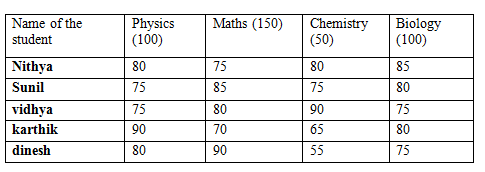 Name of the student Physics (100) Maths (150) Chemistry (50) Biology (100)
Nithya 80 75 80 85
Sunil 75 85 75 80
vidhya 75 80 90 75
karthik 90 70 65 80
dinesh 80 90 55 75